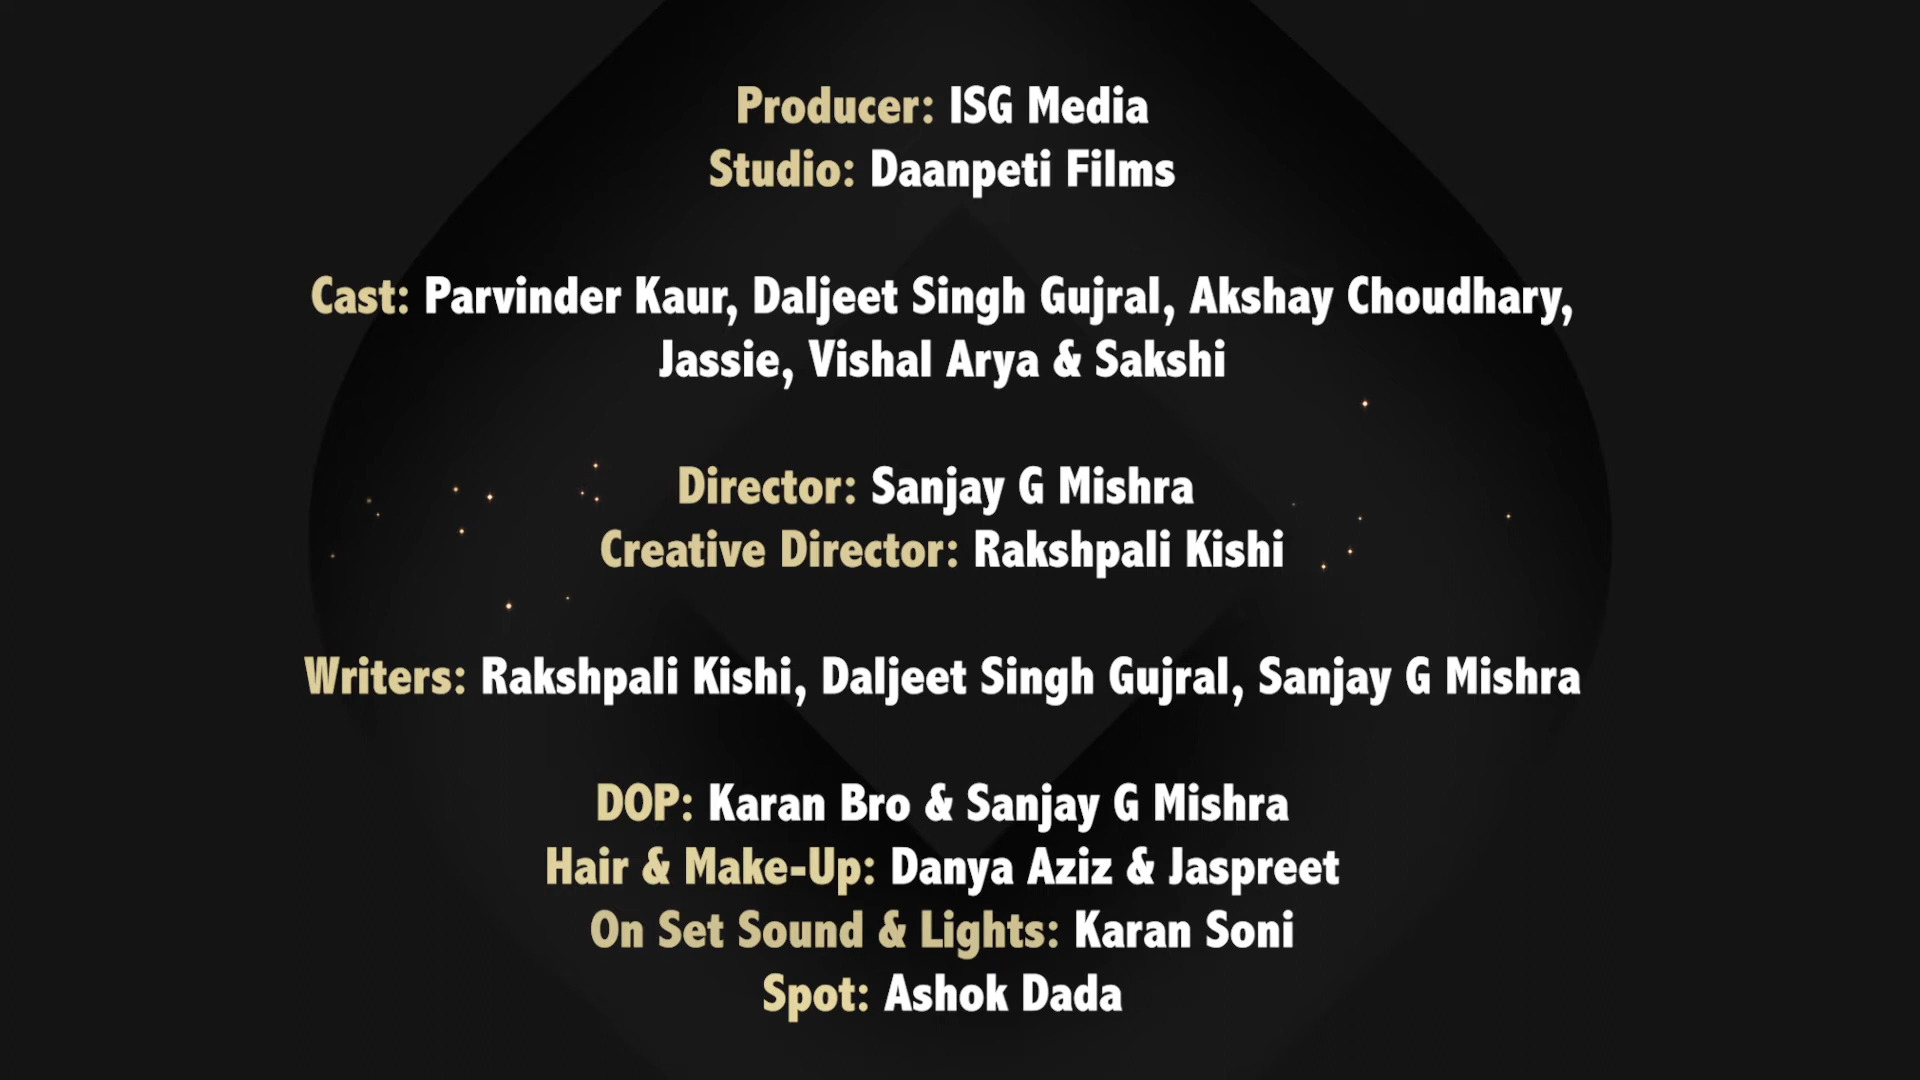 Producer: ISG Media
Studio: Daanpeti Films
Cast: Parvinder Kaur, Daljeet Singh Gujral, Akshay Choudhary,
Jassie, Vishal Arya & Sakshi
Director: Sanjay G Mishra
Creative Director: Rakshpali Kishi
Writers: Rakshpali Kishi, Daljeet Singh Gujral, Sanjay G Mishra
DOP: Karan Bro & Sanjay G Mishra
Hair & Make-Up: Danya Aziz & Jaspreet
On Set Sound & Lights: Karan Soni
Spot: Ashok Dada